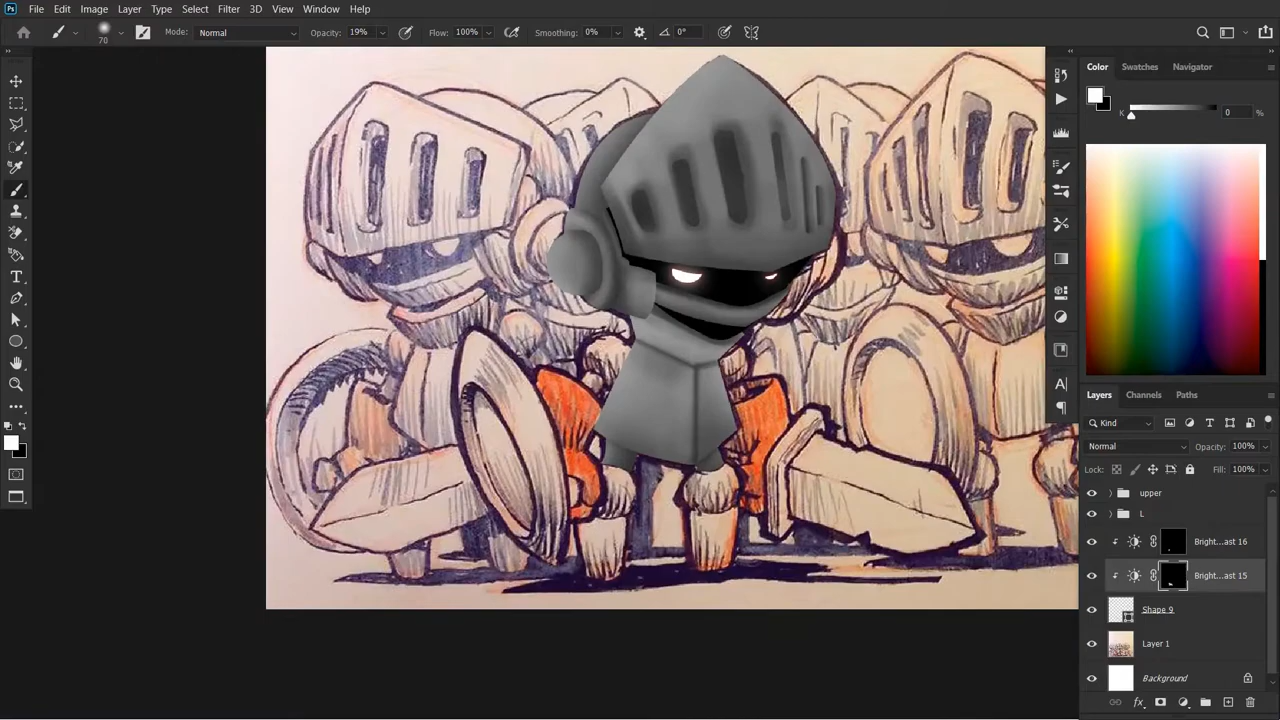 Ps File Edit Image Layer Type Select Filter 3D View Window Help
70 Mode: Normal Opacity: 19% Flow: 100% Smoothing: 0% 0°
Color Swatches Navigator
K 0 %
Layers Channels Paths
Kind
Normal Opacity: 100%
Lock: Fill: 100%
upper
L
Bright...ast 16
Bright...ast 15
Shape 9
Layer 1
Background